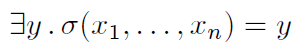 ∃y . σ(x₁, . . . , xₙ) = y